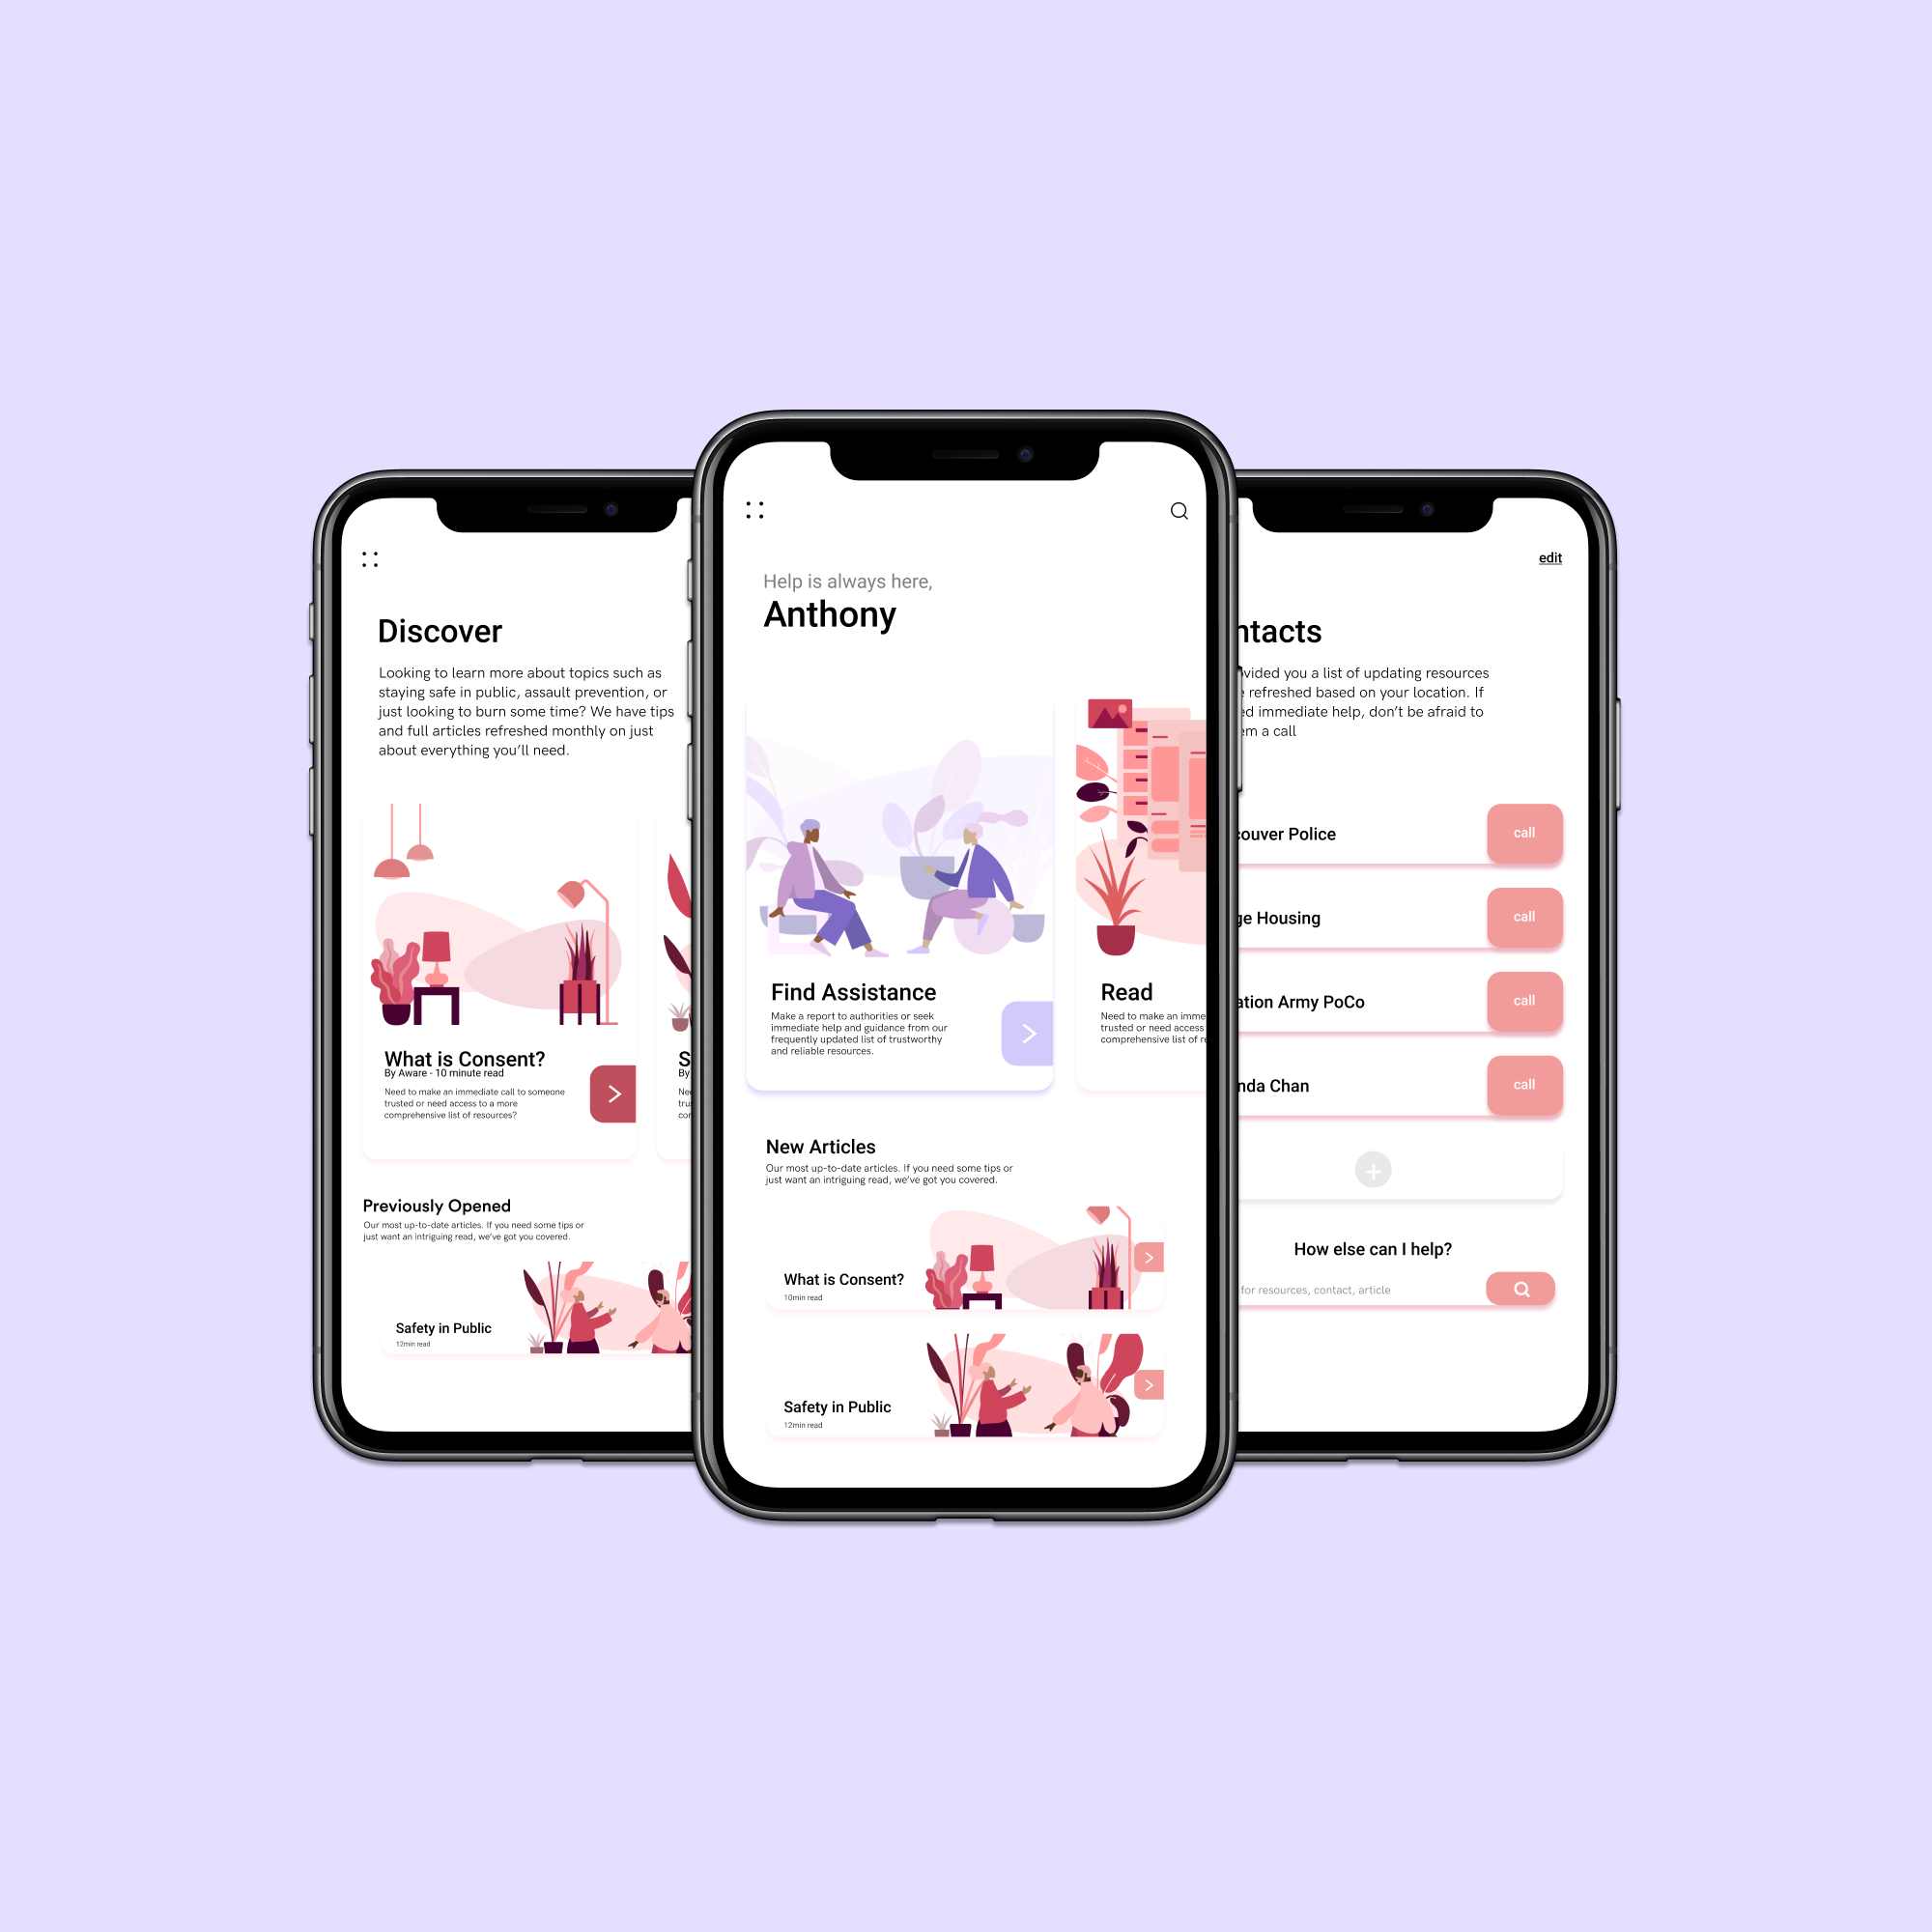 Discover
Looking to learn more about topics such as
staying safe in public, assault prevention, or
just looking to burn some time? We have tips
and full articles refreshed monthly on just
about everything you'll need.
What is Consent?
By Aware - 10 minute read
Need to make an immediate call to someone
trusted or need access to a more
comprehensive list of resources?
S
By
Previously Opened
Our most up-to-date articles. If you need some tips or
just want an intriguing read, we've got you covered.
Safety in Public
12min read
Help is always here,
Anthony
Find Assistance
Make a report to authorities or seek
immediate help and guidance from our
frequently updated list of trustworthy
and reliable resources.
Read
Need to make an imme
trusted or need access
comprehensive list of
New Articles
Our most up-to-date articles. If you need some tips or
just want an intriguing read, we've got you covered.
What is Consent?
10min read
Safety in Public
12min read
edit
ntacts
vided you a list of updating resources
refreshed based on your location. If
ed immediate help, don't be afraid to
em a call
couver Police
call
ge Housing
call
ation Army PoCo
call
nda Chan
call
How else can I help?
for resources, contact, article